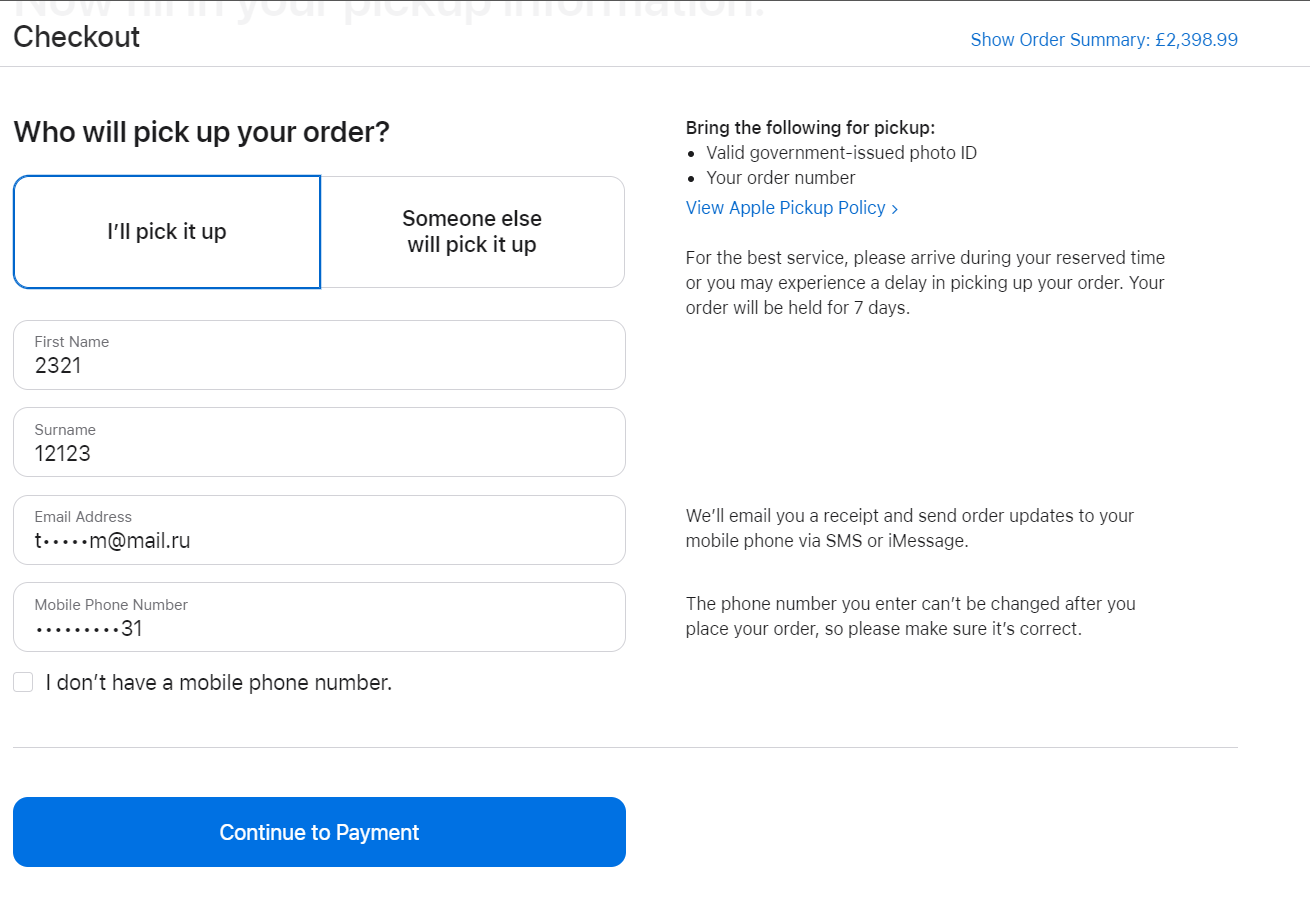 Now fill in your pickup information:
Checkout
Show Order Summary: £2,398.99
Who will pick up your order?
I’ll pick it up
Someone else
will pick it up
First Name
2321
Surname
12123
Email Address
t•••••m@mail.ru
Mobile Phone Number
•••••••••31
I don’t have a mobile phone number.
Continue to Payment
Bring the following for pickup:
• Valid government-issued photo ID
• Your order number
View Apple Pickup Policy >
For the best service, please arrive during your reserved time
or you may experience a delay in picking up your order. Your
order will be held for 7 days.
We’ll email you a receipt and send order updates to your
mobile phone via SMS or iMessage.
The phone number you enter can’t be changed after you
place your order, so please make sure it’s correct.